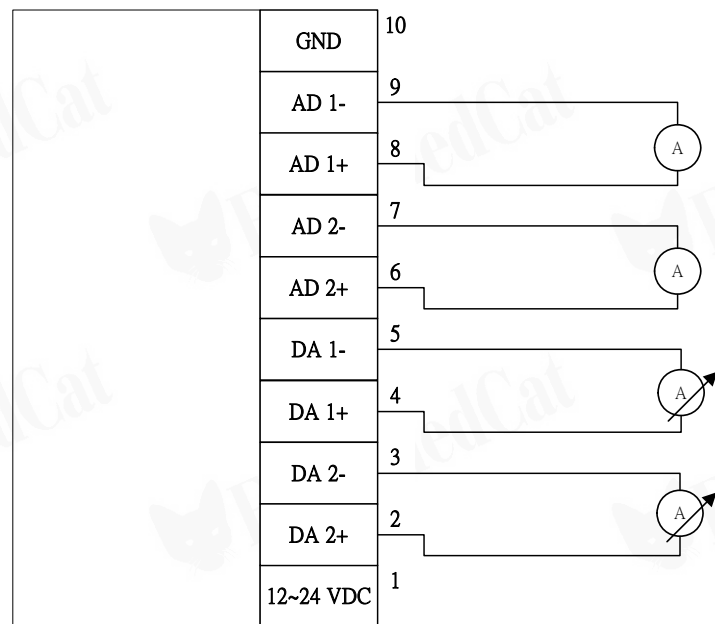 GND 10
AD 1- 9
A
AD 1+ 8
AD 2- 7
A
AD 2+ 6
DA 1- 5
A
DA 1+ 4
DA 2- 3
A
DA 2+ 2
12~24 VDC 1